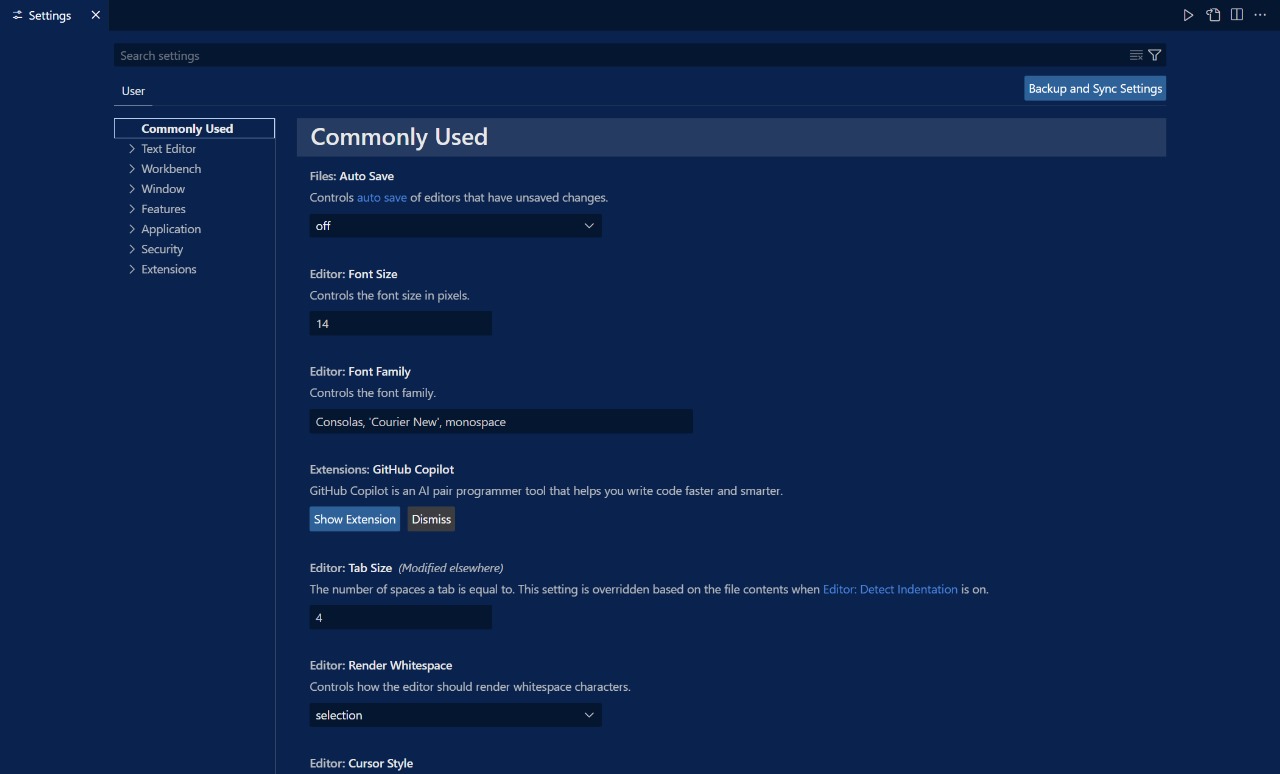 Settings
Search settings
User
Backup and Sync Settings
Commonly Used
Text Editor
Workbench
Window
Features
Application
Security
Extensions
Commonly Used
Files: Auto Save
Controls auto save of editors that have unsaved changes.
off
Editor: Font Size
Controls the font size in pixels.
14
Editor: Font Family
Controls the font family.
Consolas, 'Courier New', monospace
Extensions: GitHub Copilot
GitHub Copilot is an AI pair programmer tool that helps you write code faster and smarter.
Show Extension Dismiss
Editor: Tab Size (Modified elsewhere)
The number of spaces a tab is equal to. This setting is overridden based on the file contents when Editor: Detect Indentation is on.
4
Editor: Render Whitespace
Controls how the editor should render whitespace characters.
selection
Editor: Cursor Style